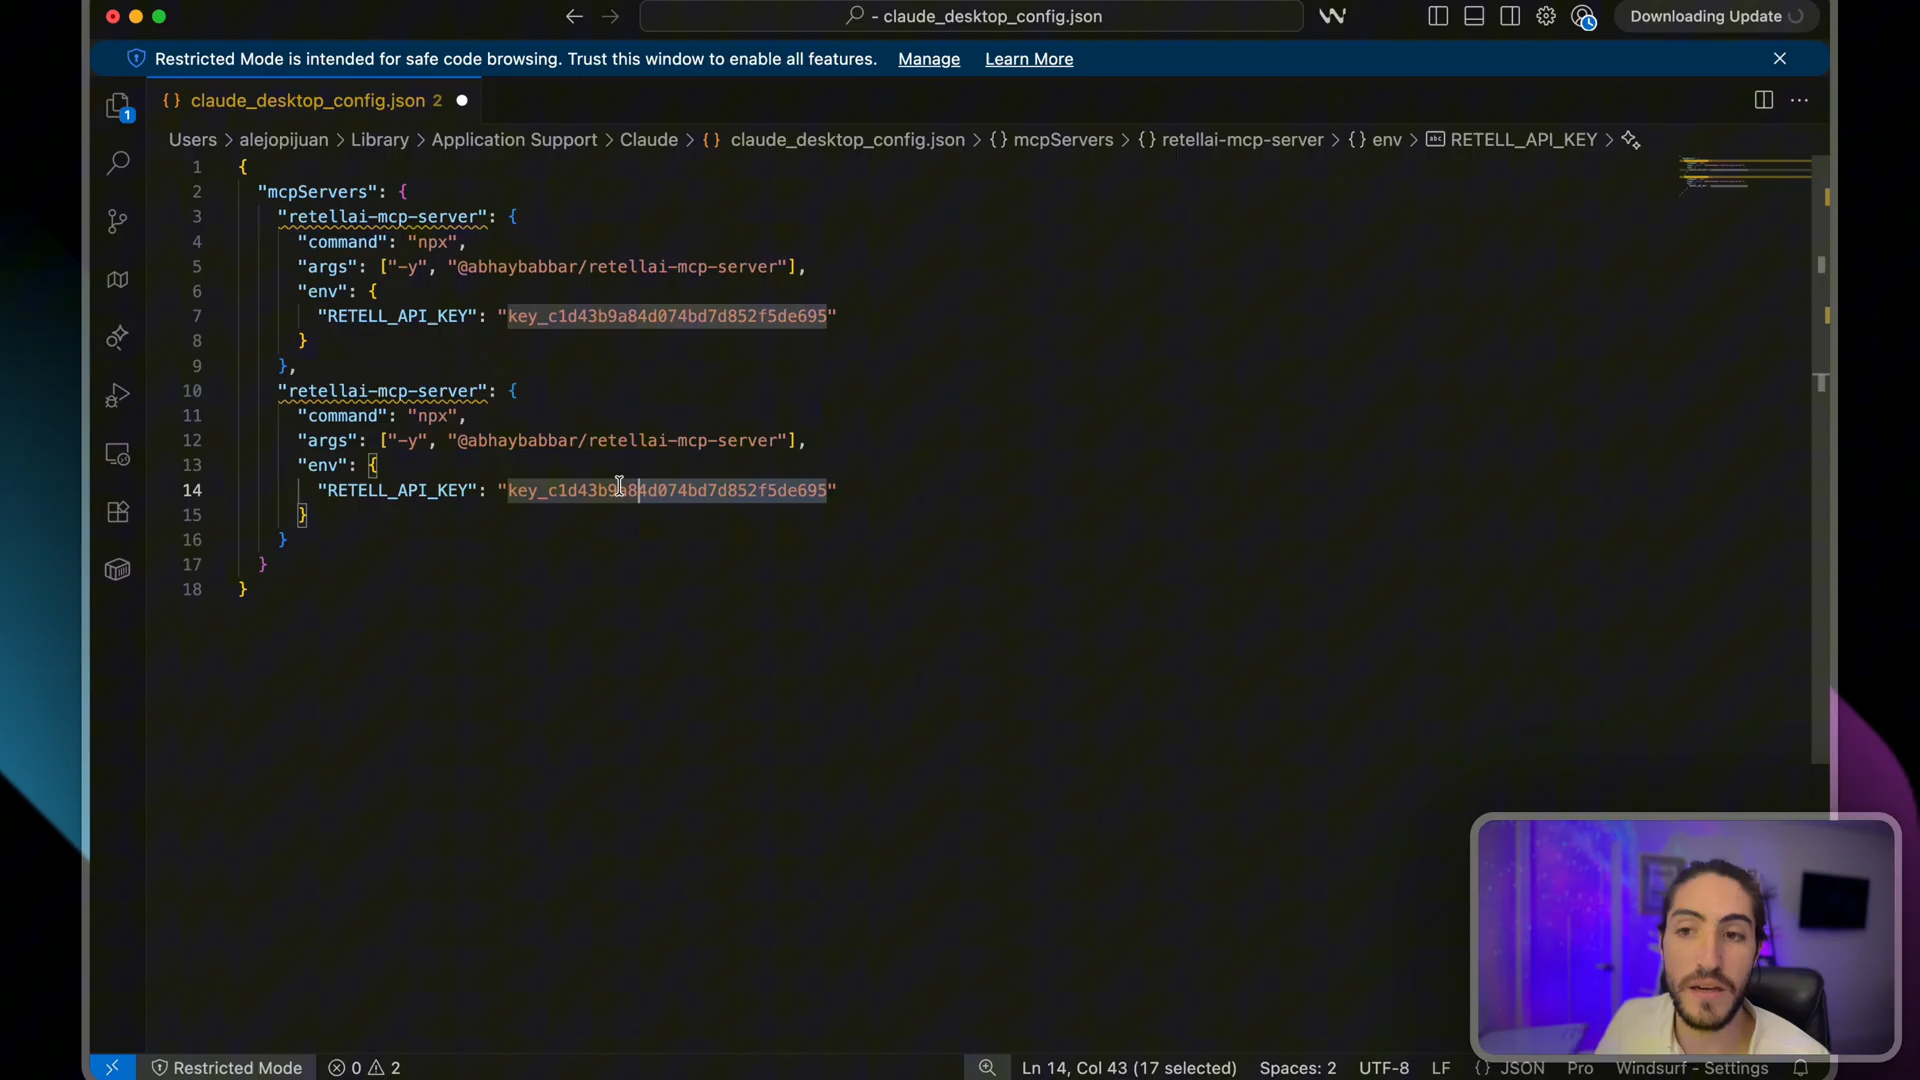 - claude_desktop_config.json
Downloading Update
Restricted Mode is intended for safe code browsing. Trust this window to enable all features. Manage Learn More
{} claude_desktop_config.json 2
1
Users > alejopijuan > Library > Application Support > Claude > {} claude_desktop_config.json > {} mcpServers > {} retellai-mcp-server > {} env > abc RETELL_API_KEY >
1 {
2 "mcpServers": {
3 "retellai-mcp-server": {
4 "command": "npx",
5 "args": ["-y", "@abhaybabbar/retellai-mcp-server"],
6 "env": {
7 "RETELL_API_KEY": "key_c1d43b9a84d074bd7d852f5de695"
8 }
9 },
10 "retellai-mcp-server": {
11 "command": "npx",
12 "args": ["-y", "@abhaybabbar/retellai-mcp-server"],
13 "env": {
14 "RETELL_API_KEY": "key_c1d43b9a84d074bd7d852f5de695"
15 }
16 }
17 }
18 }
Restricted Mode 0 2 Ln 14, Col 43 (17 selected) Spaces: 2 UTF-8 LF {} JSON Pro Windsurf - Settings